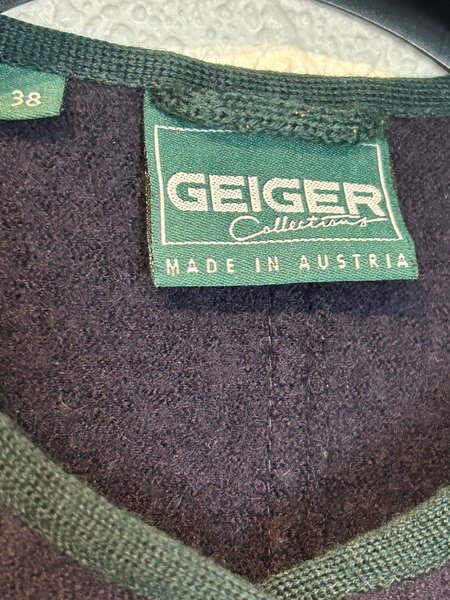 38
GEIGER
Collections
MADE IN AUSTRIA